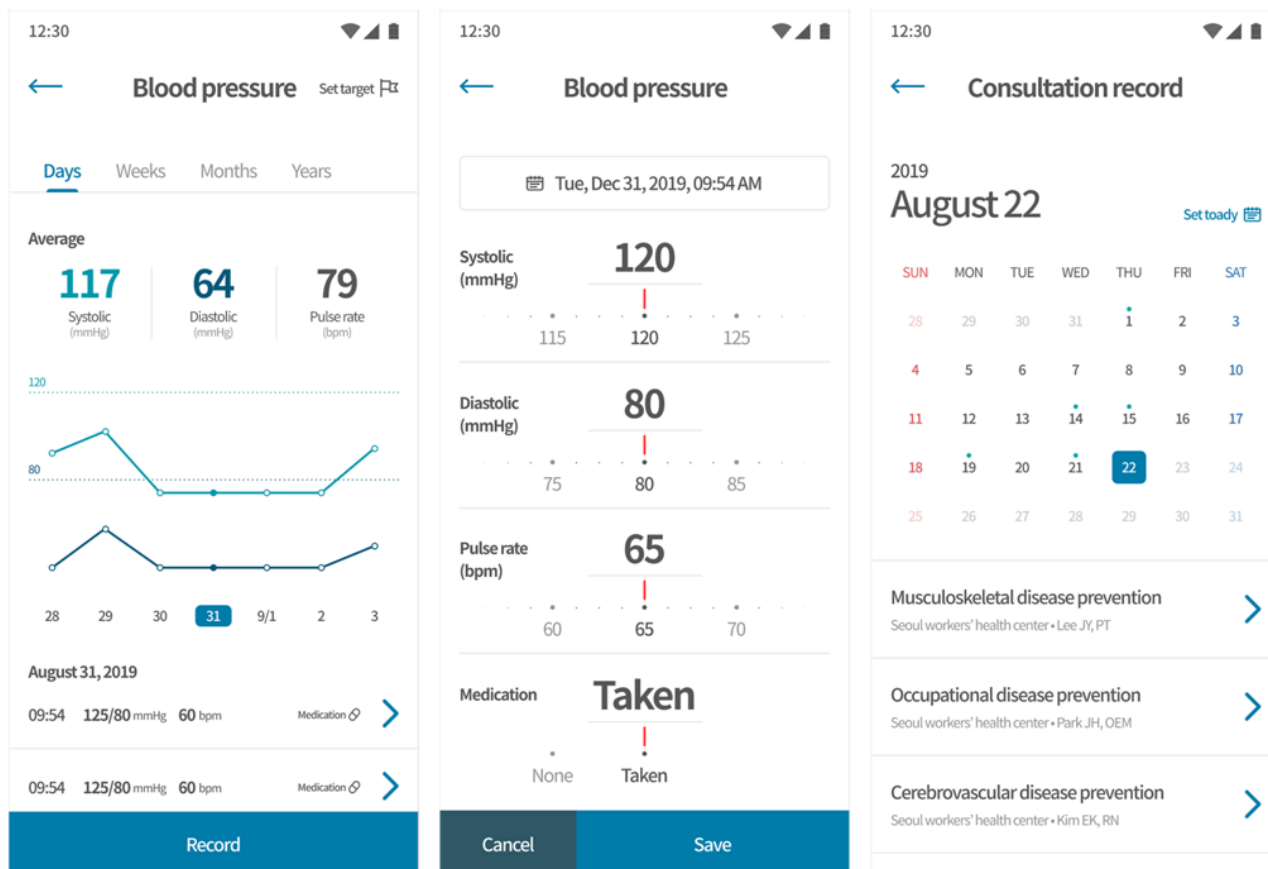 12:30
Blood pressure
Set target
Days Weeks Months Years
Average
117 64 79
Systolic Diastolic Pulse rate
(mmHg) (mmHg) (bpm)
120
80
28 29 30 31 9/1 2 3
August 31, 2019
09:54 125/80 mmHg 60 bpm Medication
09:54 125/80 mmHg 60 bpm Medication
Record
12:30
Blood pressure
Tue, Dec 31, 2019, 09:54 AM
Systolic
(mmHg)
120
115 120 125
Diastolic
(mmHg)
80
75 80 85
Pulse rate
(bpm)
65
60 65 70
Medication
Taken
None Taken
Cancel Save
12:30
Consultation record
2019
August 22
Set toady
SUN MON TUE WED THU FRI SAT
28 29 30 31 1 2 3
4 5 6 7 8 9 10
11 12 13 14 15 16 17
18 19 20 21 22 23 24
25 26 27 28 29 30 31
Musculoskeletal disease prevention
Seoul workers' health center • Lee JY, PT
Occupational disease prevention
Seoul workers' health center • Park JH, OEM
Cerebrovascular disease prevention
Seoul workers' health center • Kim EK, RN